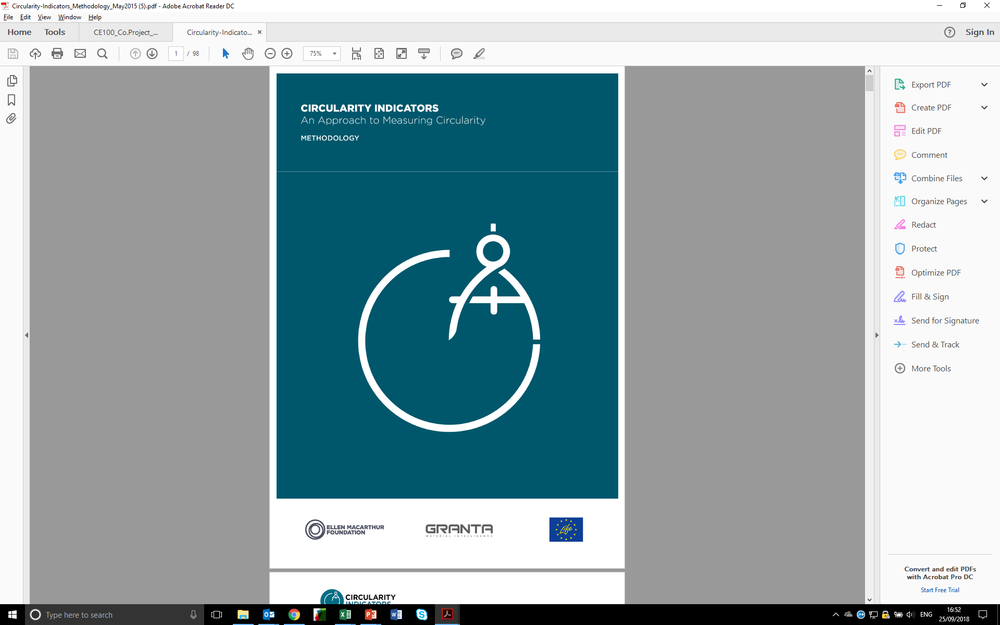 Circularity-Indicators_Methodology_May2015 (5).pdf - Adobe Acrobat Reader DC
File Edit View Window Help
Home Tools CE100_Co.Project_... Circularity-Indicato... Sign In
1 / 98 75%
CIRCULARITY INDICATORS
An Approach to Measuring Circularity
METHODOLOGY
ELLEN MACARTHUR
FOUNDATION
GRANTA
MATERIAL INTELLIGENCE
Life
CIRCULARITY
INDICATORS
Export PDF
Create PDF
Edit PDF
Comment
Combine Files
Organize Pages
Redact
Protect
Optimize PDF
Fill & Sign
Send for Signature
Send & Track
More Tools
Convert and edit PDFs
with Acrobat Pro DC
Start Free Trial
Type here to search
ENG
16:52
25/09/2018